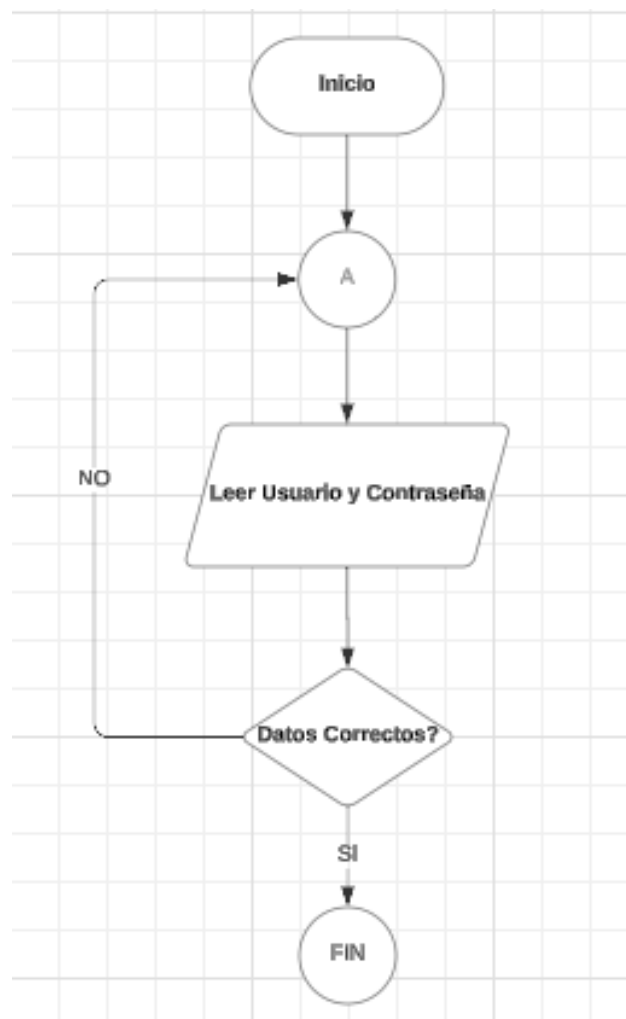 Inicio
A
NO
Leer Usuario y Contraseña
Datos Correctos?
SI
FIN